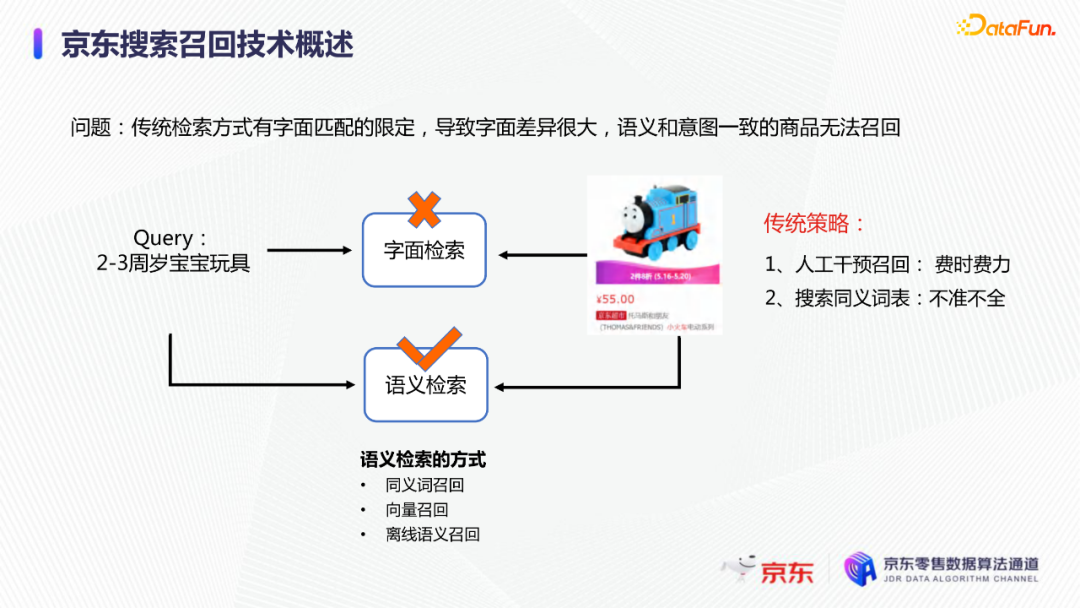 京东搜索召回技术概述
DataFun.
问题：传统检索方式有字面匹配的限定，导致字面差异很大，语义和意图一致的商品无法召回
Query：
2-3周岁宝宝玩具
字面检索
2件8折 (5.16-5.20)
¥55.00
京东超市 托马斯和朋友
（THOMAS&FRIENDS）小火车电动系列
传统策略：
1、人工干预召回： 费时费力
2、搜索同义词表：不准不全
语义检索
语义检索的方式
• 同义词召回
• 向量召回
• 离线语义召回
京东
京东零售数据算法通道
JDR DATA ALGORITHM CHANNEL